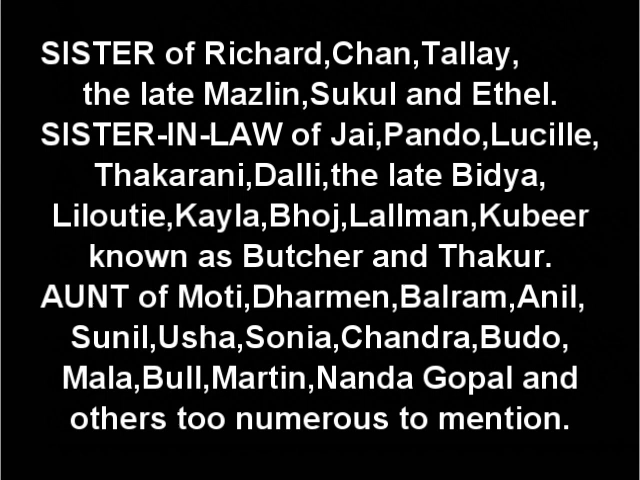 SISTER of Richard,Chan,Tallay,
the late Mazlin,Sukul and Ethel.
SISTER-IN-LAW of Jai,Pando,Lucille,
Thakarani,Dalli,the late Bidya,
Liloutie,Kayla,Bhoj,Lallman,Kubeer
known as Butcher and Thakur.
AUNT of Moti,Dharmen,Balram,Anil,
Sunil,Usha,Sonia,Chandra,Budo,
Mala,Bull,Martin,Nanda Gopal and
others too numerous to mention.